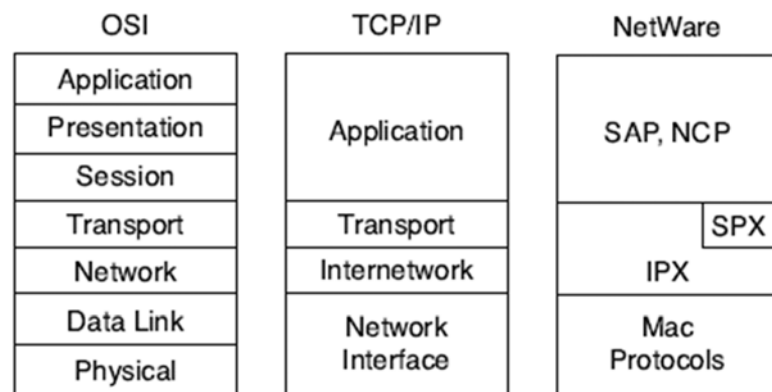 OSI
Application
Presentation
Session
Transport
Network
Data Link
Physical
TCP/IP
Application
Transport
Internetwork
Network
Interface
NetWare
SAP, NCP
SPX
IPX
Mac
Protocols